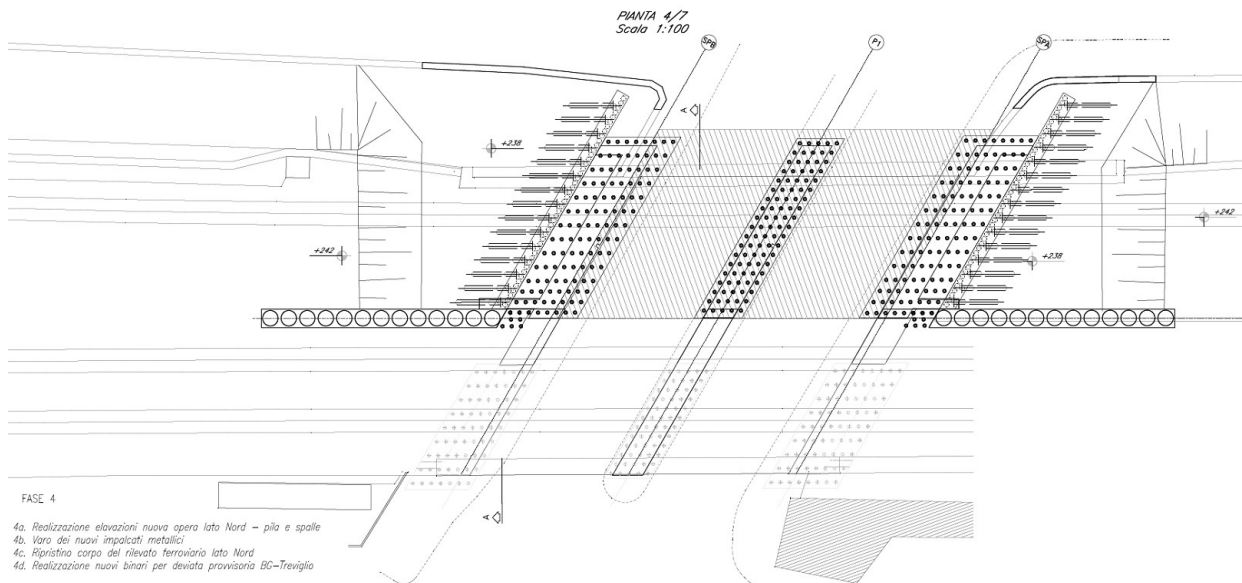 PIANTA 4/7
Scala 1:100
SPB
P1
SPA
A
+238
+242
+242
+238
A
FASE 4
4a. Realizzazione elavazioni nuova opera lato Nord - pila e spalle
4b. Varo dei nuovi impalcati metallici
4c. Ripristino corpo del rilevato ferroviario lato Nord
4d. Realizzazione nuovi binari per deviata provvisoria BG-Treviglio